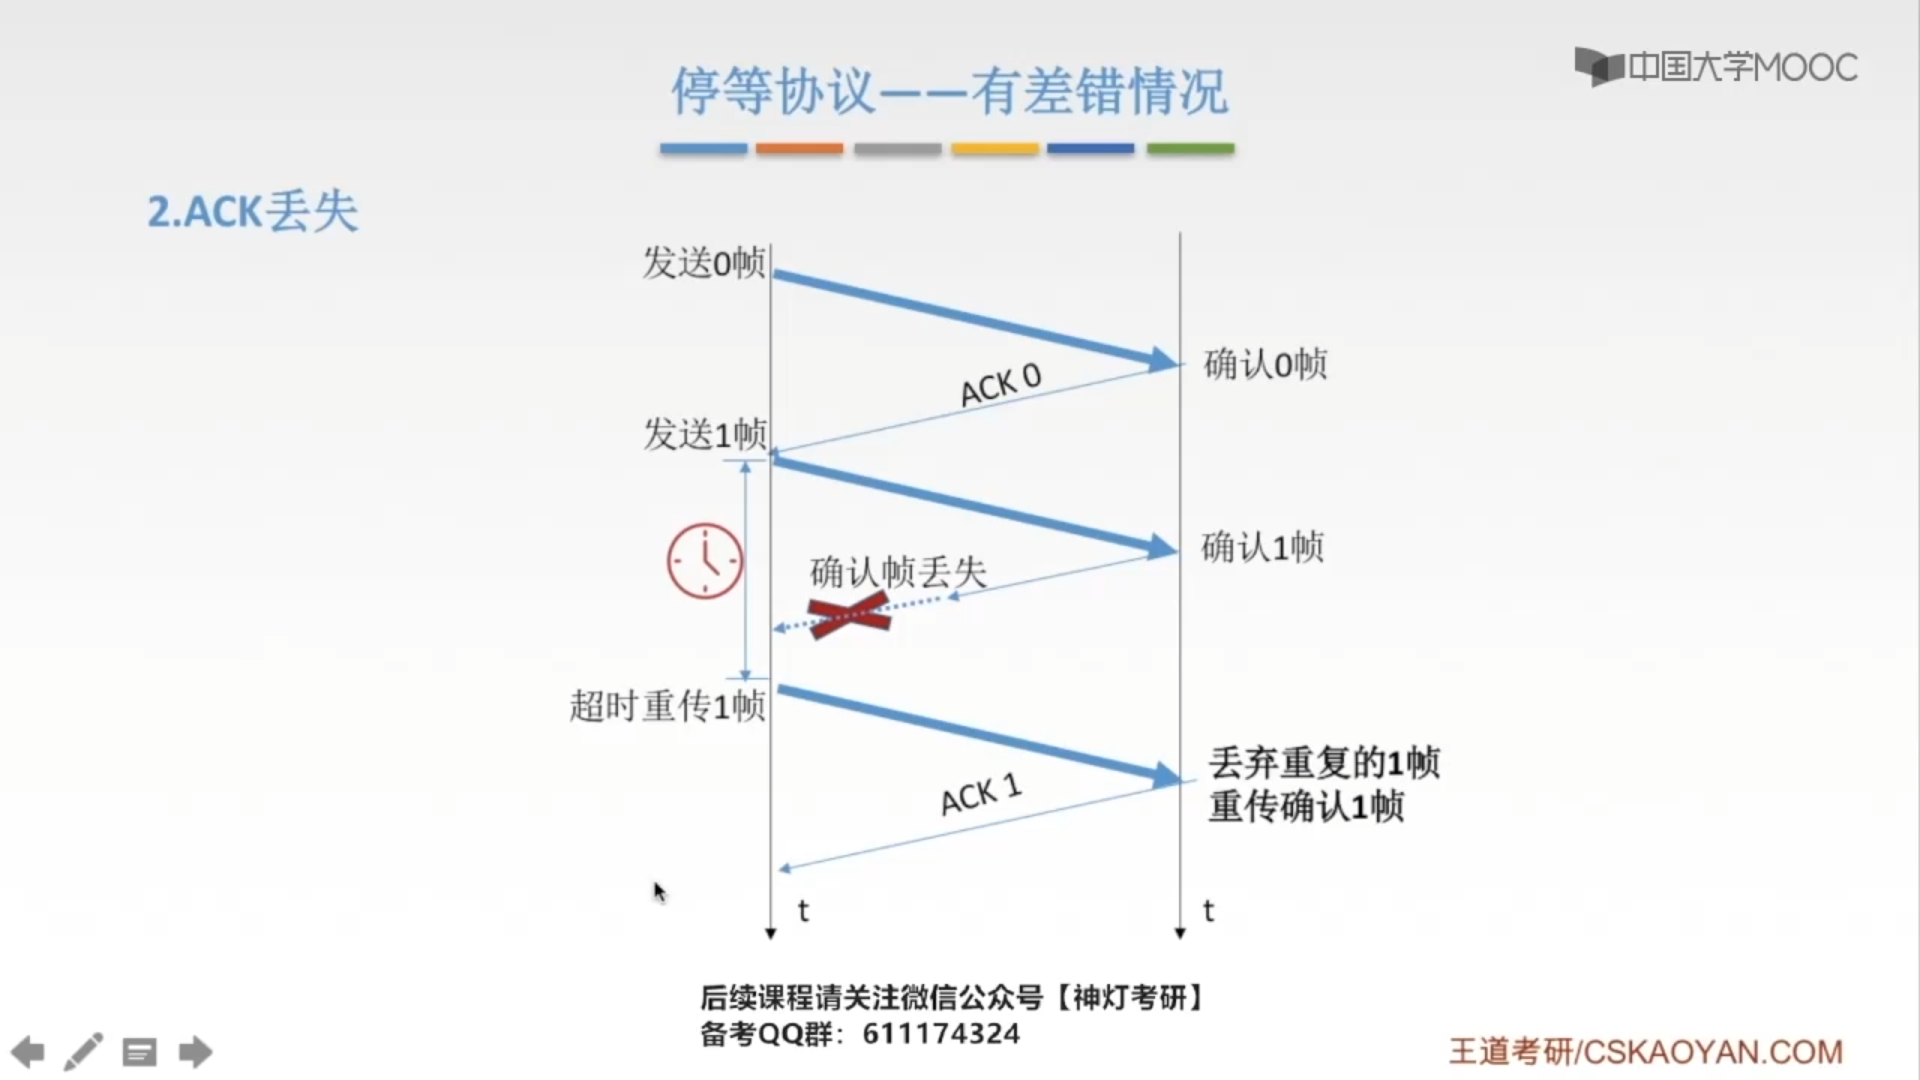 中国大学MOOC
停等协议——有差错情况
2.ACK丢失
发送0帧
确认0帧
ACK 0
发送1帧
确认1帧
确认帧丢失
超时重传1帧
丢弃重复的1帧
重传确认1帧
ACK 1
t
t
后续课程请关注微信公众号【神灯考研】
备考QQ群：611174324
王道考研/CSKAOYAN.COM